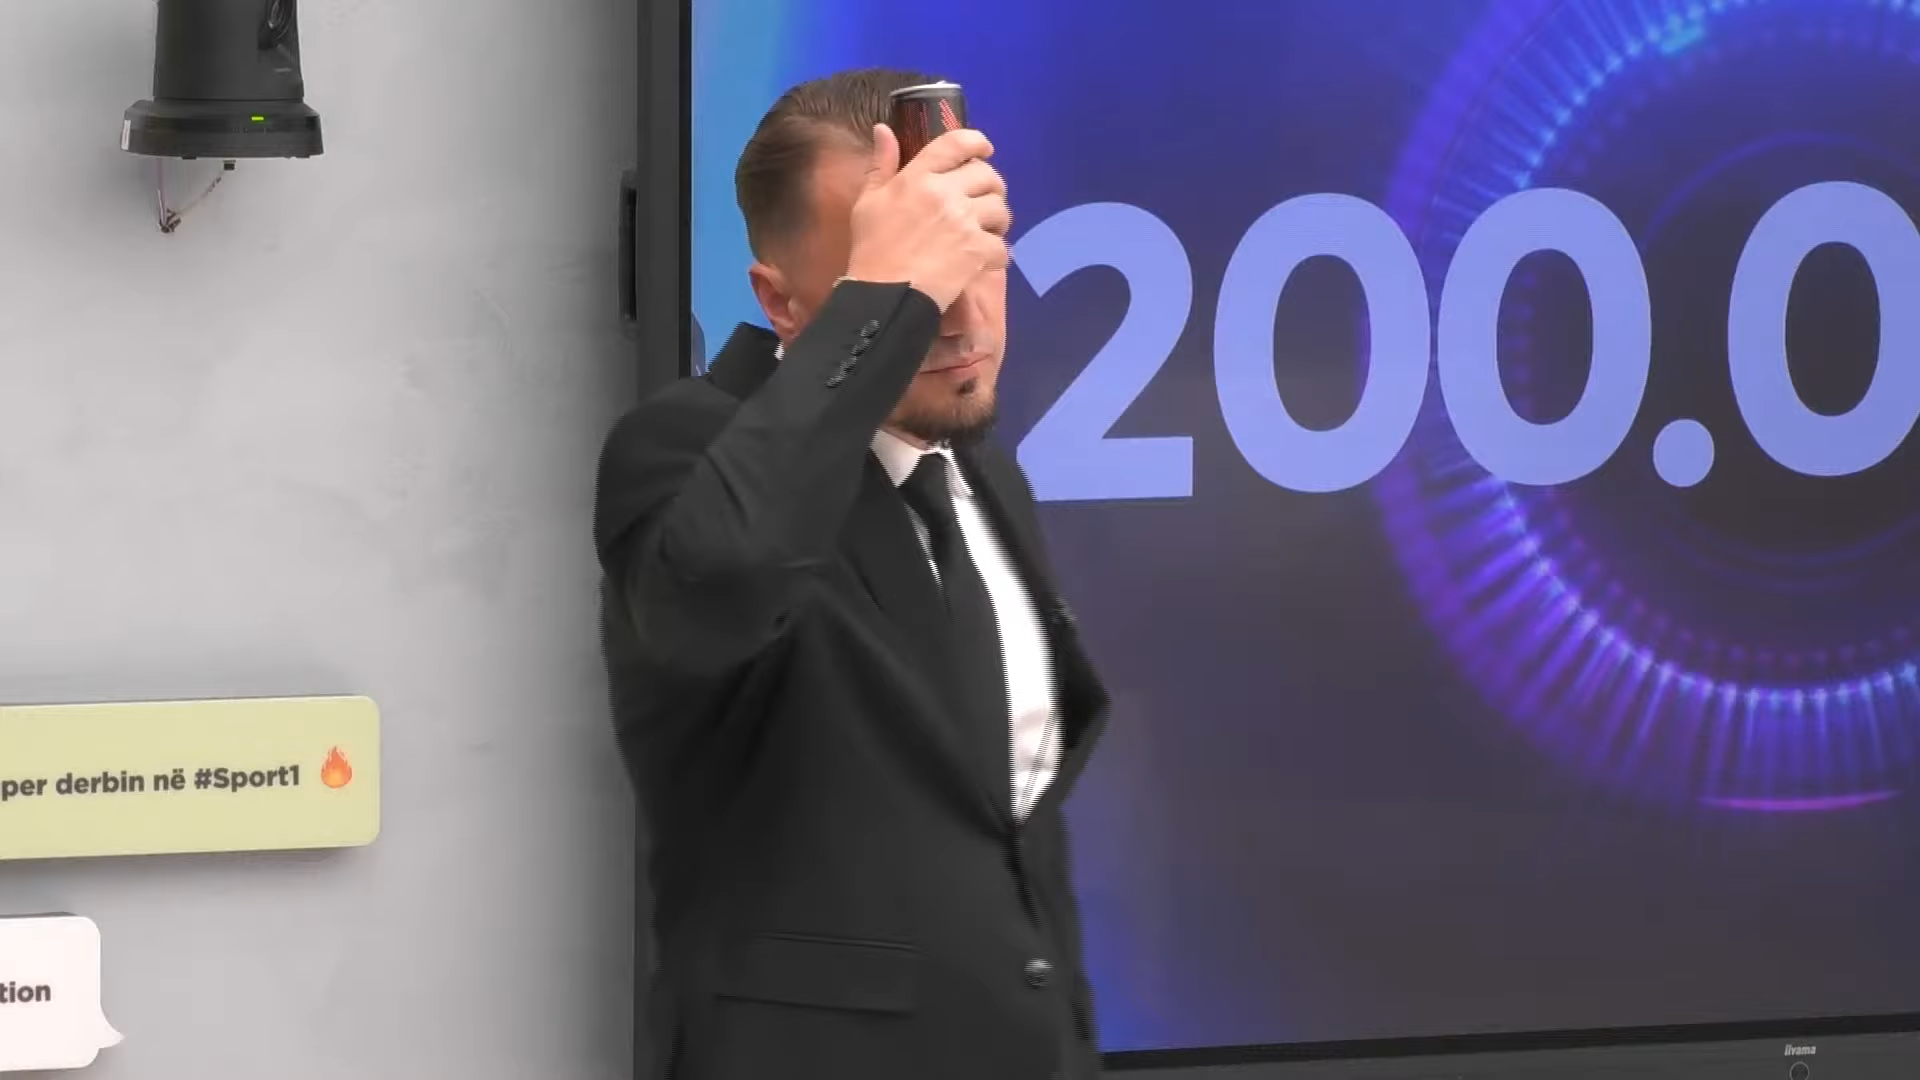 200.0
per derbin në #Sport1 🔥
tion
iiyama